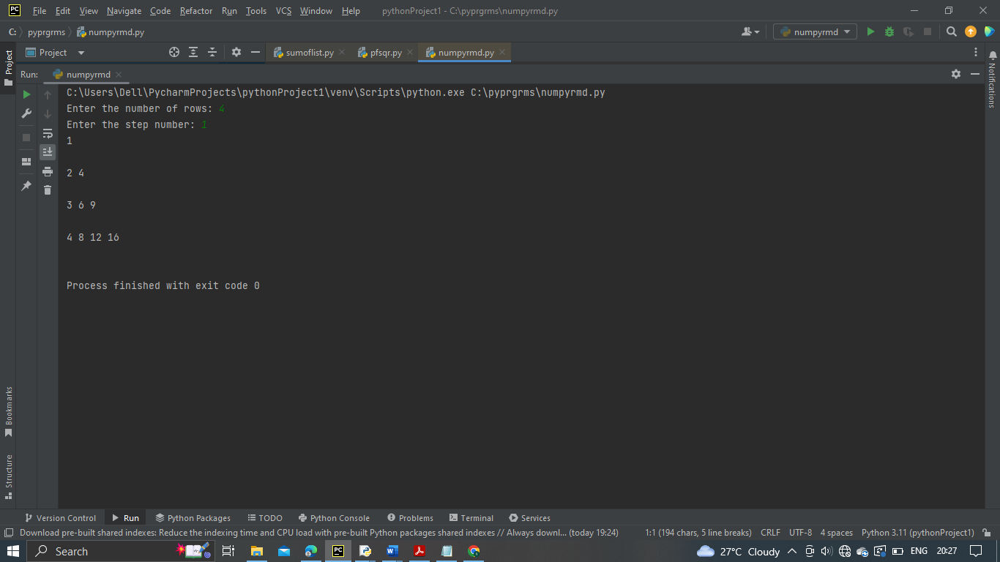 PC File Edit View Navigate Code Refactor Run Tools VCS Window Help pythonProject1 - C:\pyprgrms\numpyrmd.py
C: pyprgrms numpyrmd.py numpyrmd
Project Project sumoflist.py pfsqr.py numpyrmd.py
Notifications
Run: numpyrmd
C:\Users\Dell\PycharmProjects\pythonProject1\venv\Scripts\python.exe C:\pyprgrms\numpyrmd.py
Enter the number of rows: 4
Enter the step number: 1
1
2 4
3 6 9
4 8 12 16
Process finished with exit code 0
Bookmarks
Structure
Version Control Run Python Packages TODO Python Console Problems Terminal Services
Download pre-built shared indexes: Reduce the indexing time and CPU load with pre-built Python packages shared indexes // Always downl... (today 19:24) 1:1 (194 chars, 5 line breaks) CRLF UTF-8 4 spaces Python 3.11 (pythonProject1)
Search PC W 27°C Cloudy ENG 20:27